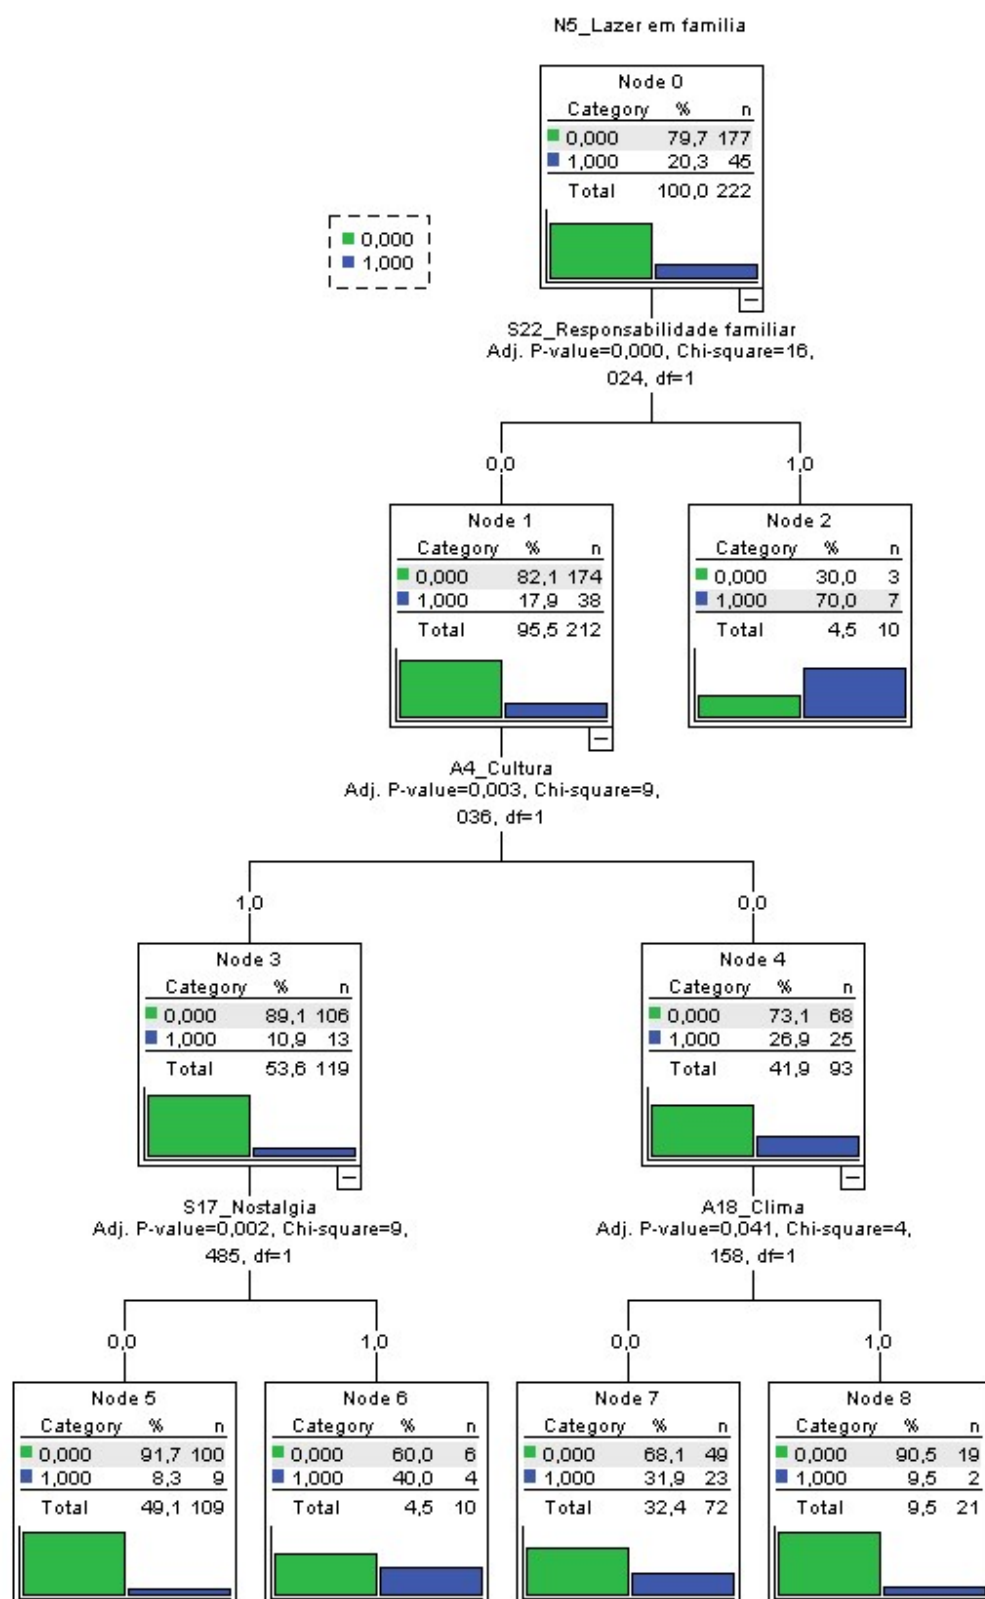 N5_Lazer em familia
Node 0
Category % n
0,000 79,7 177
1,000 20,3 45
Total 100,0 222
0,000
1,000
S22_Responsabilidade familiar
Adj. P-value=0,000, Chi-square=16,
024, df=1
0,0
1,0
Node 1
Category % n
0,000 82,1 174
1,000 17,9 38
Total 95,5 212
Node 2
Category % n
0,000 30,0 3
1,000 70,0 7
Total 4,5 10
A4_Cultura
Adj. P-value=0,003, Chi-square=9,
036, df=1
1,0
0,0
Node 3
Category % n
0,000 89,1 106
1,000 10,9 13
Total 53,6 119
Node 4
Category % n
0,000 73,1 68
1,000 26,9 25
Total 41,9 93
S17_Nostalgia
Adj. P-value=0,002, Chi-square=9,
485, df=1
A18_Clima
Adj. P-value=0,041, Chi-square=4,
158, df=1
0,0
1,0
0,0
1,0
Node 5
Category % n
0,000 91,7 100
1,000 8,3 9
Total 49,1 109
Node 6
Category % n
0,000 60,0 6
1,000 40,0 4
Total 4,5 10
Node 7
Category % n
0,000 68,1 49
1,000 31,9 23
Total 32,4 72
Node 8
Category % n
0,000 90,5 19
1,000 9,5 2
Total 9,5 21